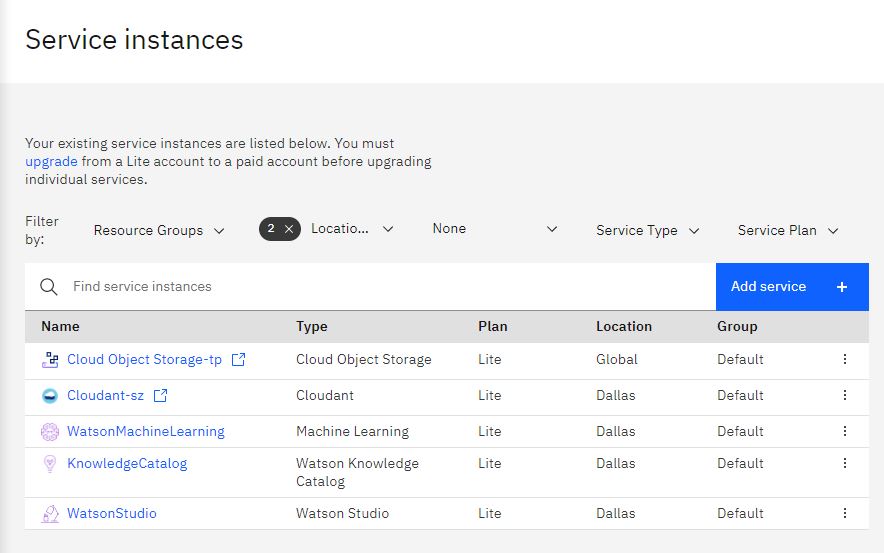 Service instances
Your existing service instances are listed below. You must
upgrade from a Lite account to a paid account before upgrading
individual services.
Filter by:
Resource Groups
2
Locatio...
None
Service Type
Service Plan
Find service instances
Add service +
Name Type Plan Location Group
Cloud Object Storage-tp Cloud Object Storage Lite Global Default
Cloudant-sz Cloudant Lite Dallas Default
WatsonMachineLearning Machine Learning Lite Dallas Default
KnowledgeCatalog Watson Knowledge Catalog Lite Dallas Default
WatsonStudio Watson Studio Lite Dallas Default